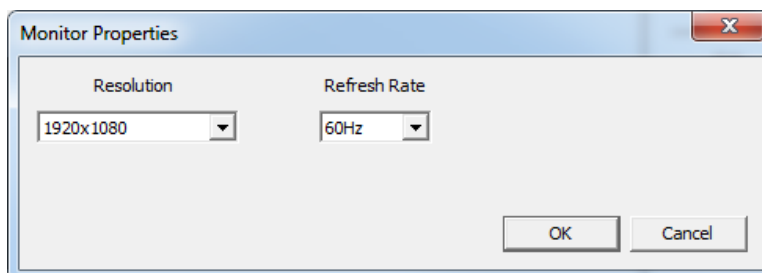 Monitor Properties
Resolution Refresh Rate
1920x1080 60Hz
OK Cancel